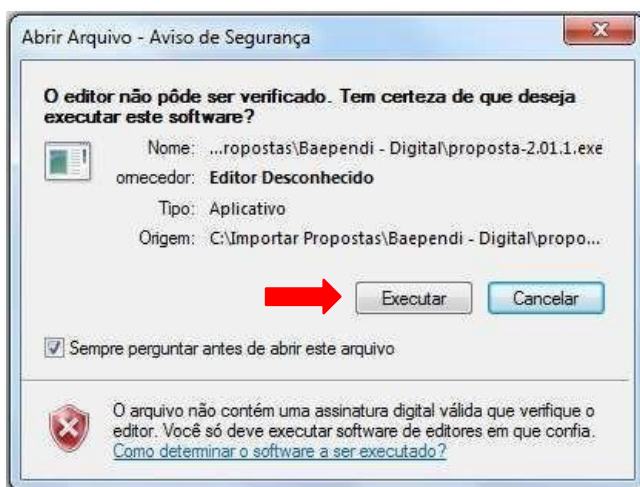 Abrir Arquivo - Aviso de Segurança
O editor não pôde ser verificado. Tem certeza de que deseja
executar este software?
Nome: ...ropostas\Baependi - Digital\proposta-2.01.1.exe
omecedor: Editor Desconhecido
Tipo: Aplicativo
Origem: C:\Importar Propostas\Baependi - Digital\propo...
Executar Cancelar
Sempre perguntar antes de abrir este arquivo
O arquivo não contém uma assinatura digital válida que verifique o
editor. Você só deve executar software de editores em que confia.
Como determinar o software a ser executado?